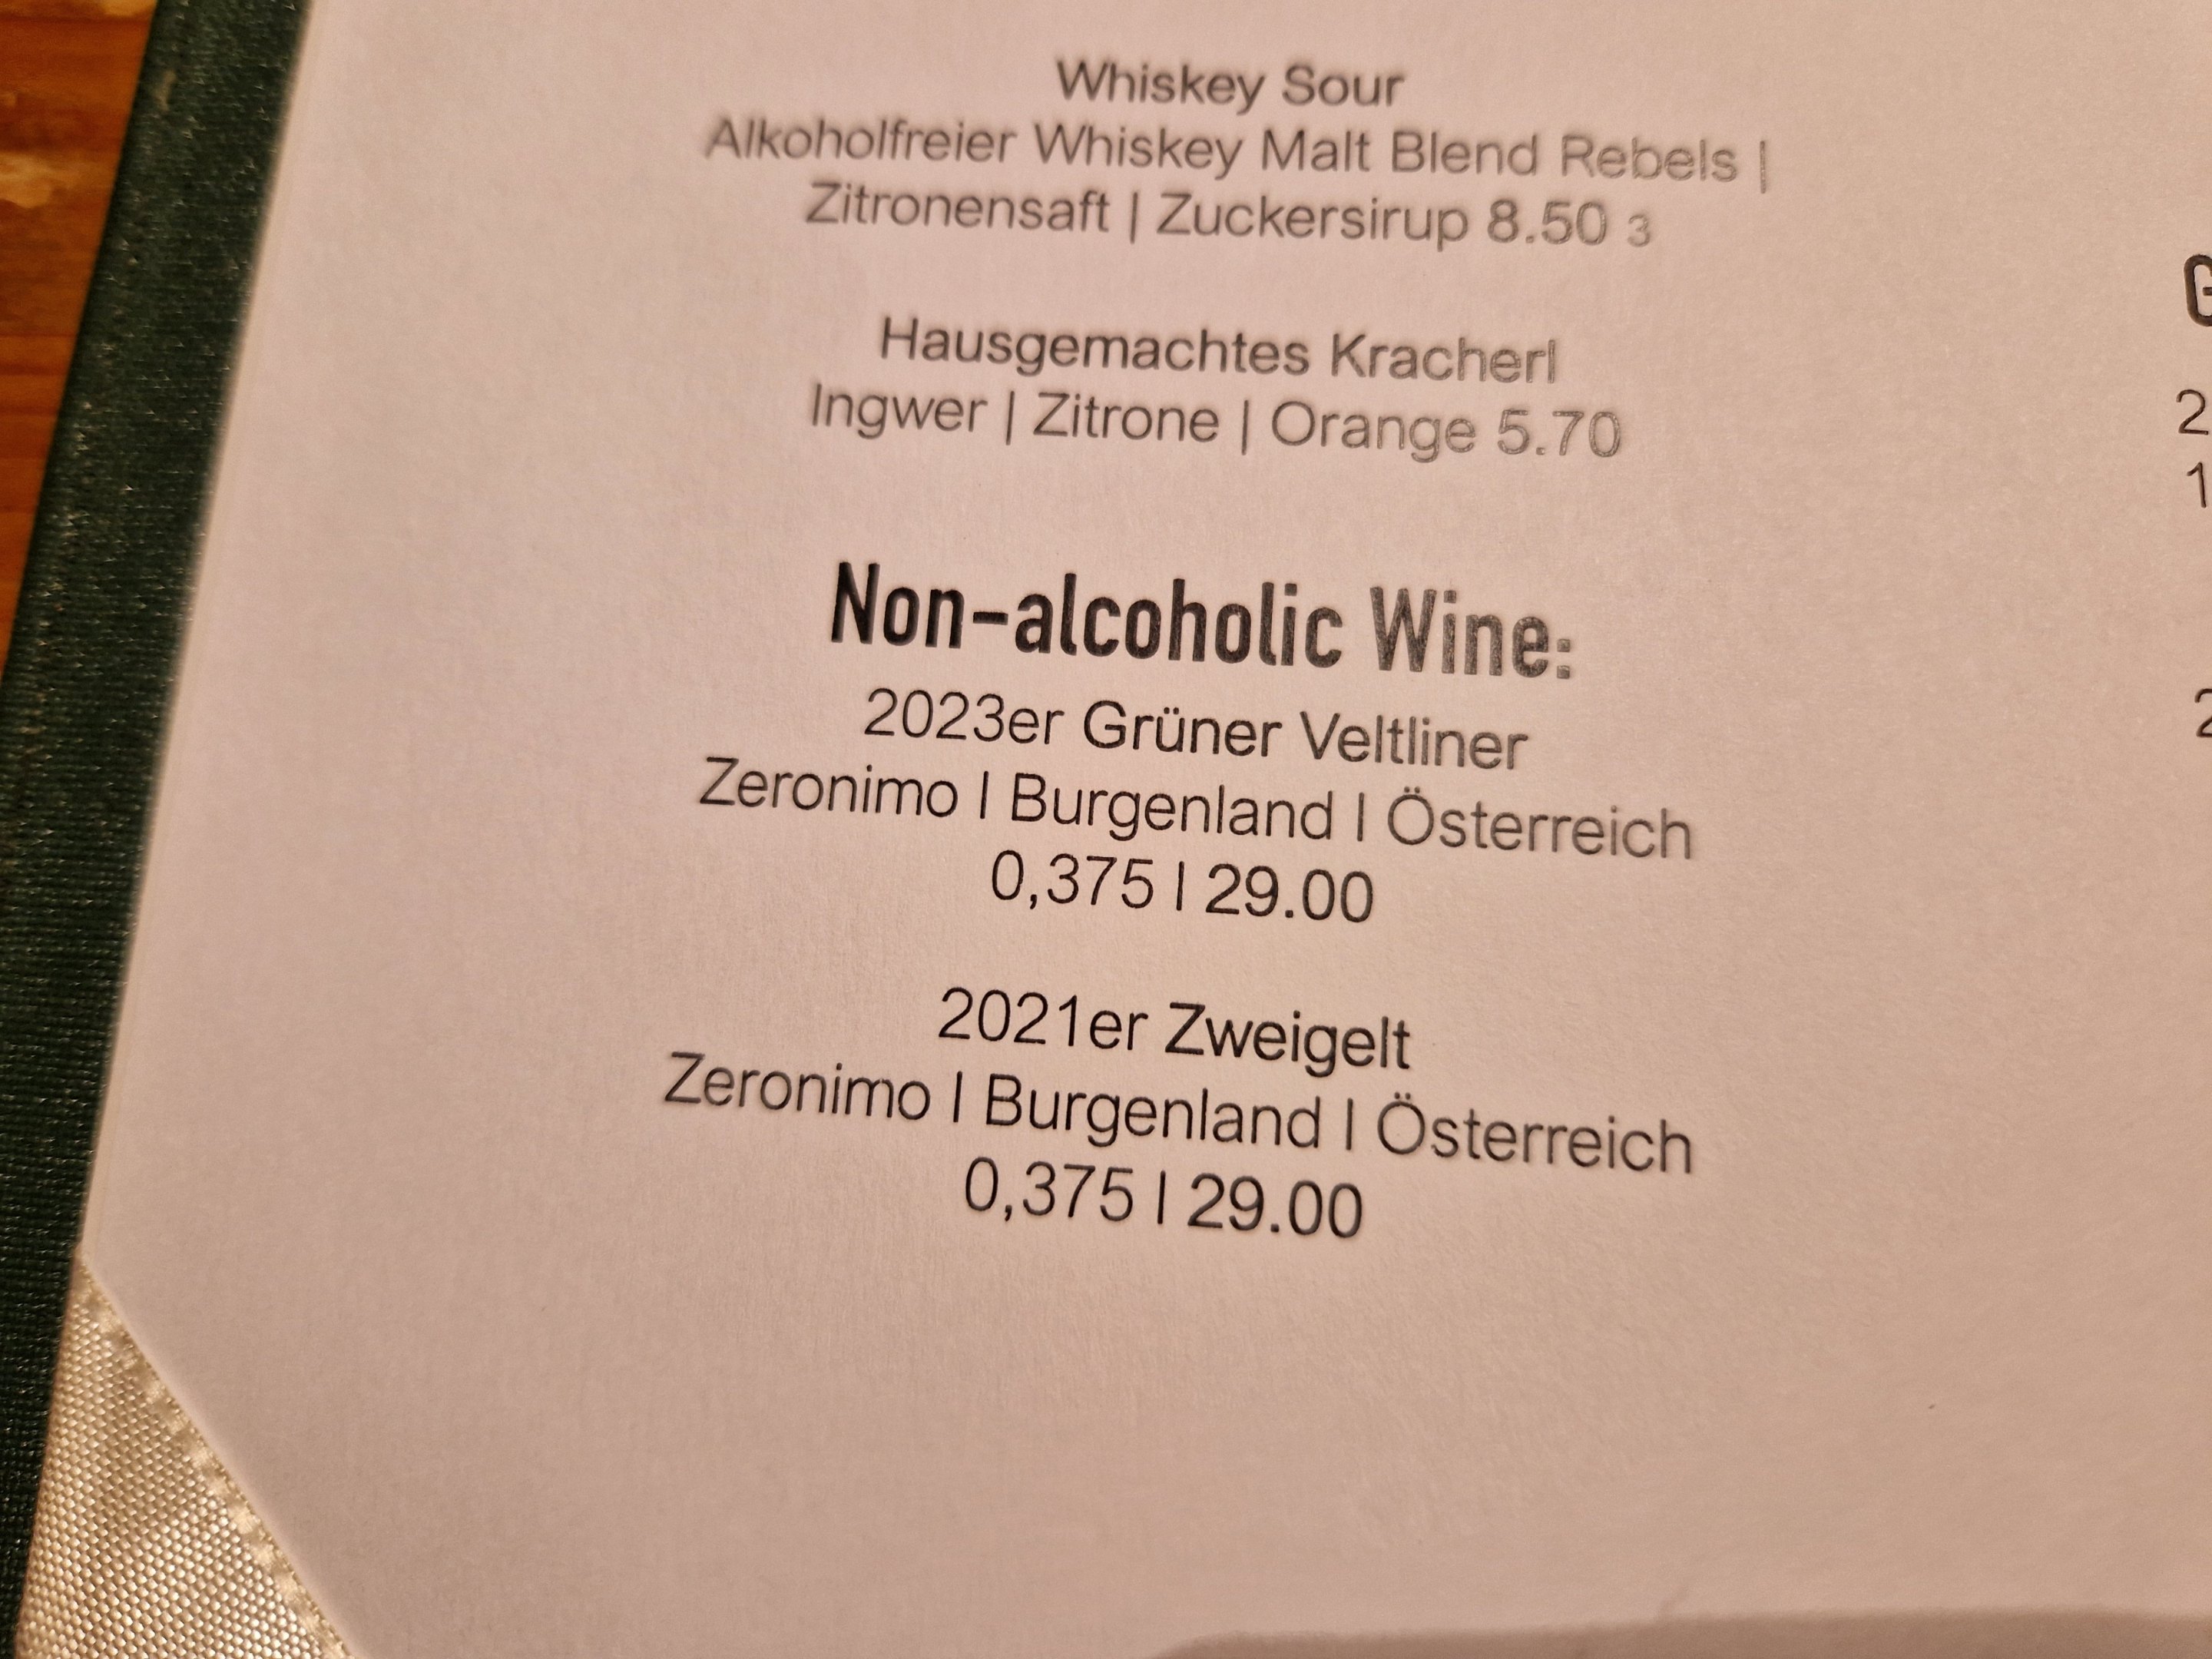 Whiskey Sour
Alkoholfreier Whiskey Malt Blend Rebels |
Zitronensaft | Zuckersirup 8.50 3
Hausgemachtes Kracherl
Ingwer | Zitrone | Orange 5.70
Non-alcoholic Wine:
2023er Grüner Veltliner
Zeronimo I Burgenland I Österreich
0,375 l 29.00
2021er Zweigelt
Zeronimo I Burgenland I Österreich
0,375 l 29.00